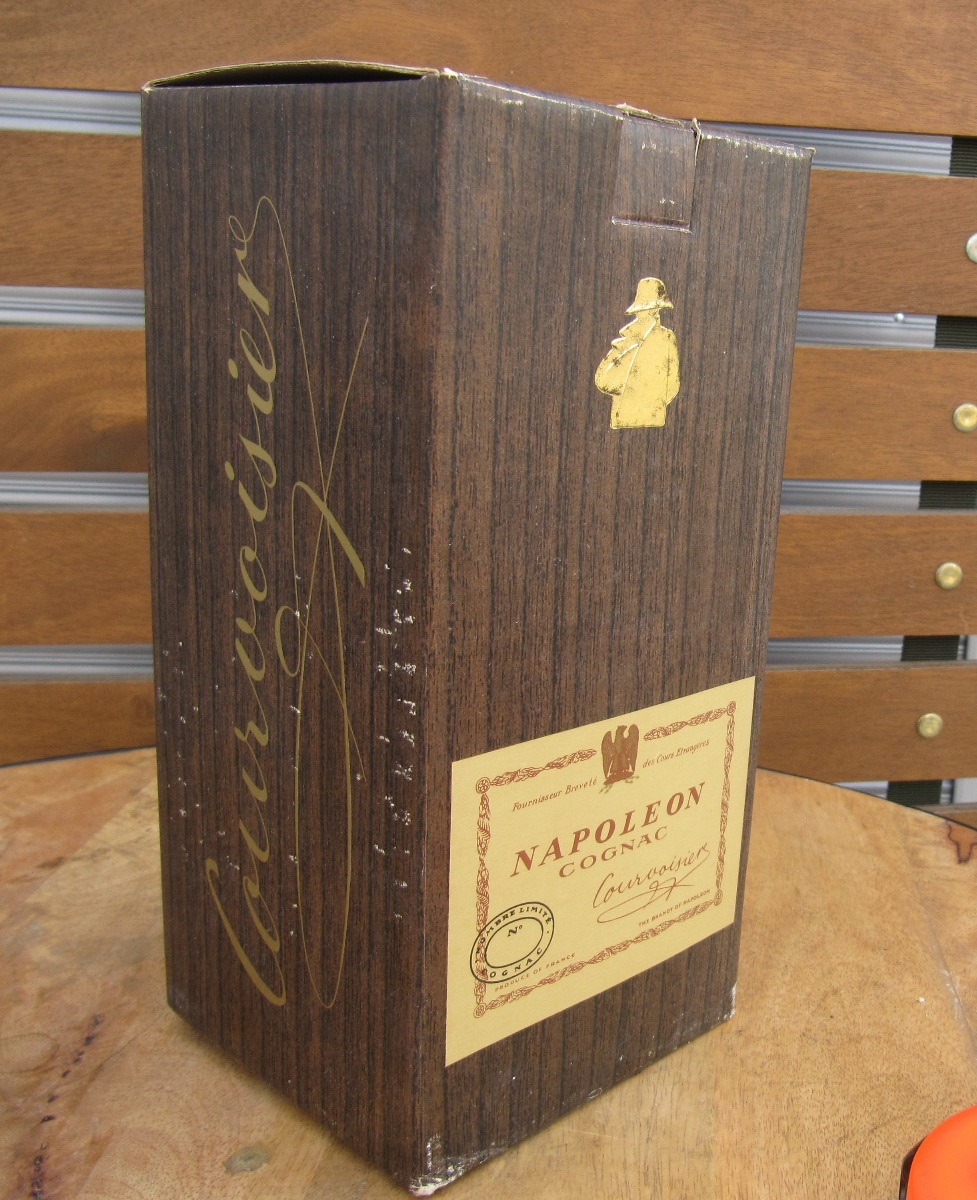 Courvoisier
Fournisseur Breveté des Cours Etrangères
NAPOLEON
COGNAC
Courvoisier
THE BRANDY OF NAPOLEON
NOMBRE LIMITÉ
Nº
COGNAC
PRODUCE OF FRANCE